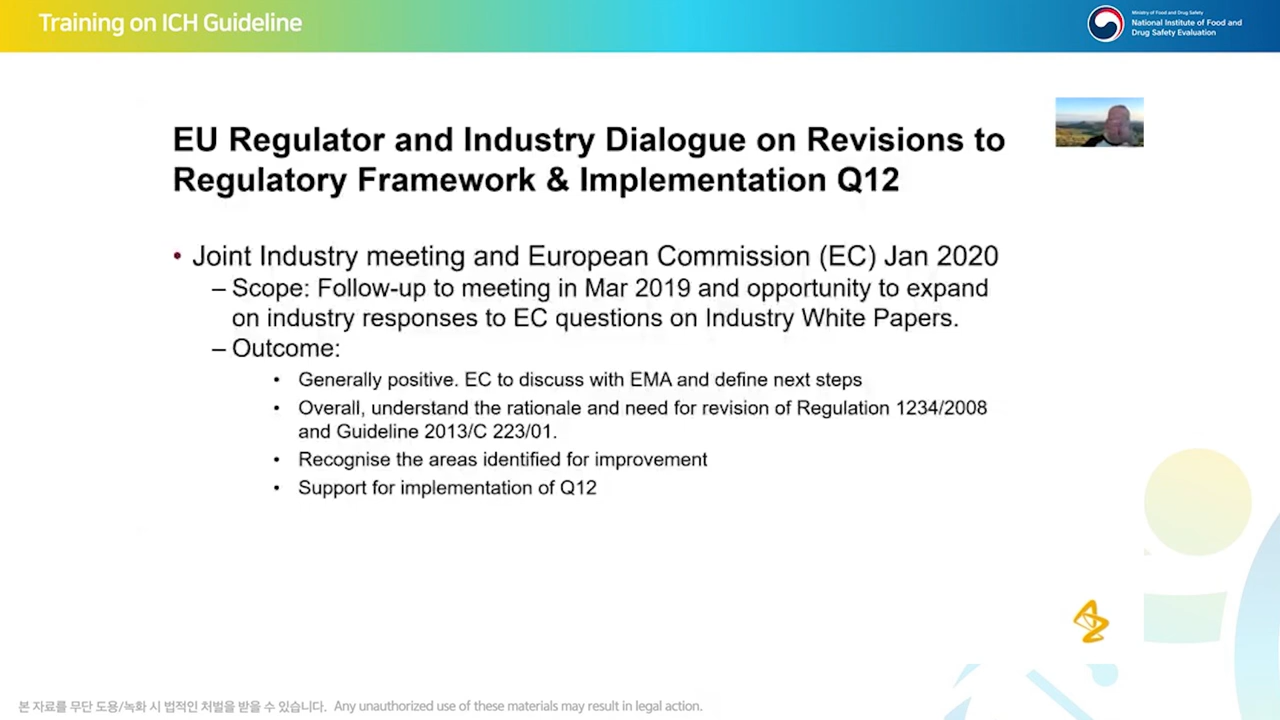 Training on ICH Guideline
Ministry of Food and Drug Safety
National Institute of Food and
Drug Safety Evaluation
EU Regulator and Industry Dialogue on Revisions to
Regulatory Framework & Implementation Q12
• Joint Industry meeting and European Commission (EC) Jan 2020
– Scope: Follow-up to meeting in Mar 2019 and opportunity to expand
on industry responses to EC questions on Industry White Papers.
– Outcome:
• Generally positive. EC to discuss with EMA and define next steps
• Overall, understand the rationale and need for revision of Regulation 1234/2008
and Guideline 2013/C 223/01.
• Recognise the areas identified for improvement
• Support for implementation of Q12
본 자료를 무단 도용/녹화 시 법적인 처벌을 받을 수 있습니다. Any unauthorized use of these materials may result in legal action.